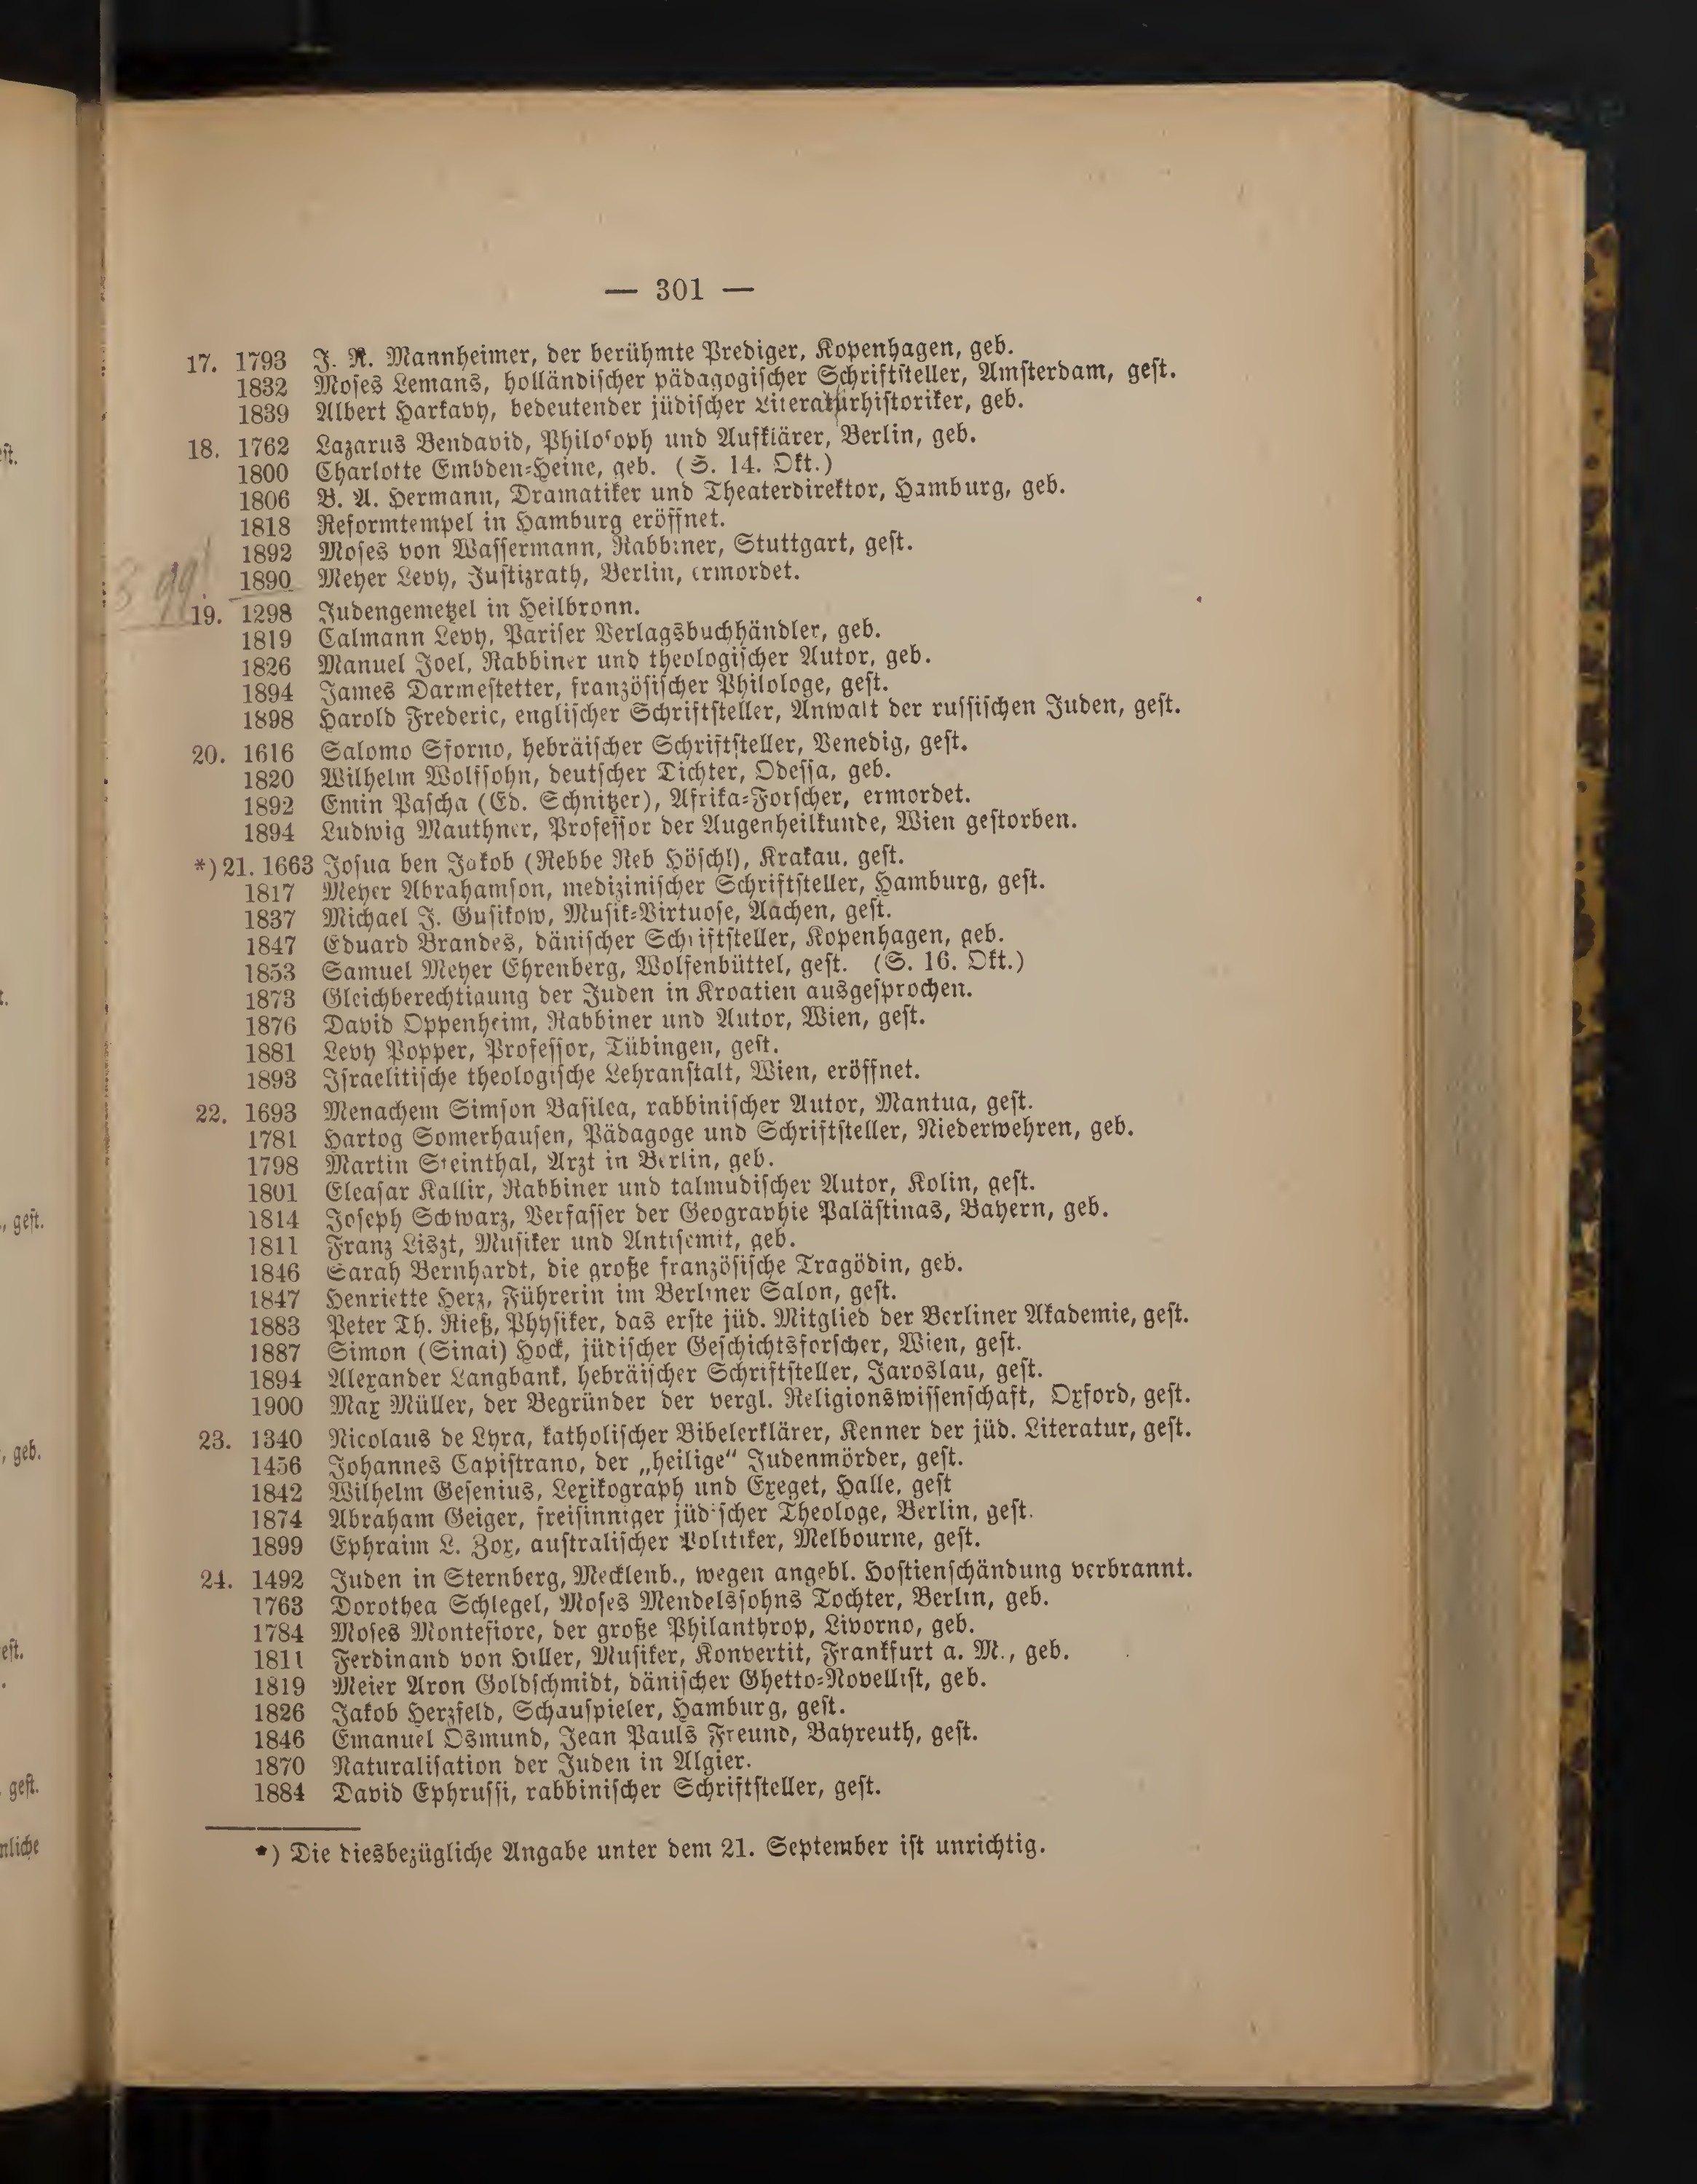 — 301 —
17. 1793 J. N. Mannheimer, der berühmte Prediger, Kopenhagen, geb.
1832 Moses Lemans, holländischer pädagogischer Schriftsteller, Amsterdam, gest.
1839 Albert Harkavy, bedeutender jüdischer Literaturhistoriker, geb.
18. 1762 Lazarus Bendavid, Philosoph und Aufklärer, Berlin, geb.
1800 Charlotte Embden-Heine, geb. (S. 14. Okt.)
1806 B. A. Hermann, Dramatiker und Theaterdirektor, Hamburg, geb.
1818 Reformtempel in Hamburg eröffnet.
1892 Moses von Wassermann, Rabbiner, Stuttgart, gest.
1890 Meyer Levy, Justizrath, Berlin, ermordet.
19. 1298 Judengemetzel in Heilbronn.
1819 Calmann Levy, Pariser Verlagsbuchhändler, geb.
1826 Manuel Joel, Rabbiner und theologischer Autor, geb.
1894 James Darmestetter, französischer Philologe, gest.
1898 Harold Frederic, englischer Schriftsteller, Anwalt der russischen Juden, gest.
20. 1616 Salomo Sforno, hebräischer Schriftsteller, Venedig, gest.
1820 Wilhelm Wolfsohn, deutscher Dichter, Odessa, geb.
1892 Emin Pascha (Ed. Schnitzer), Afrika-Forscher, ermordet.
1894 Ludwig Mauthner, Professor der Augenheilkunde, Wien gestorben.
*) 21. 1663 Josua ben Jakob (Rebbe Reb Höschl), Krakau, gest.
1817 Meyer Abrahamson, medizinischer Schriftsteller, Hamburg, gest.
1837 Michael J. Gusikow, Musik-Virtuose, Aachen, gest.
1847 Eduard Brandes, dänischer Schriftsteller, Kopenhagen, geb.
1853 Samuel Meyer Ehrenberg, Wolfenbüttel, gest. (S. 16. Okt.)
1873 Gleichberechtigung der Juden in Kroatien ausgesprochen.
1876 David Oppenheim, Rabbiner und Autor, Wien, gest.
1881 Levy Popper, Professor, Tübingen, gest.
1893 Israelitische theologische Lehranstalt, Wien, eröffnet.
22. 1693 Menachem Simson Basilea, rabbinischer Autor, Mantua, gest.
1781 Hartog Somerhausen, Pädagoge und Schriftsteller, Niederwehren, geb.
1798 Martin Steinthal, Arzt in Berlin, geb.
1801 Eleasar Kallir, Rabbiner und talmudischer Autor, Kolin, gest.
1814 Joseph Schwarz, Verfasser der Geographie Palästinas, Bayern, geb.
1811 Franz Liszt, Musiker und Antisemit, geb.
1846 Sarah Bernhardt, die große französische Tragödin, geb.
1847 Henriette Herz, Führerin im Berliner Salon, gest.
1883 Peter Th. Rieß, Physiker, das erste jüd. Mitglied der Berliner Akademie, gest.
1887 Simon (Sinai) Hock, jüdischer Geschichtsforscher, Wien, gest.
1894 Alexander Langbank, hebräischer Schriftsteller, Jaroslau, gest.
1900 Max Müller, der Begründer der vergl. Religionswissenschaft, Oxford, gest.
23. 1340 Nicolaus de Lyra, katholischer Bibelerklärer, Kenner der jüd. Literatur, gest.
1456 Johannes Capistrano, der „heilige“ Judenmörder, gest.
1842 Wilhelm Gesenius, Lexikograph und Exeget, Halle, gest
1874 Abraham Geiger, freisinniger jüdischer Theologe, Berlin, gest.
1899 Ephraim L. Zox, australischer Politiker, Melbourne, gest.
24. 1492 Juden in Sternberg, Mecklenb., wegen angebl. Hostienschändung verbrannt.
1763 Dorothea Schlegel, Moses Mendelssohns Tochter, Berlin, geb.
1784 Moses Montefiore, der große Philanthrop, Livorno, geb.
1811 Ferdinand von Hiller, Musiker, Konvertit, Frankfurt a. M., geb.
1819 Meier Aron Goldschmidt, dänischer Ghetto-Novellist, geb.
1826 Jakob Herzfeld, Schauspieler, Hamburg, gest.
1846 Emanuel Osmund, Jean Pauls Freund, Bayreuth, gest.
1870 Naturalisation der Juden in Algier.
1884 David Ephrussi, rabbinischer Schriftsteller, gest.
*) Die diesbezügliche Angabe unter dem 21. September ist unrichtig.